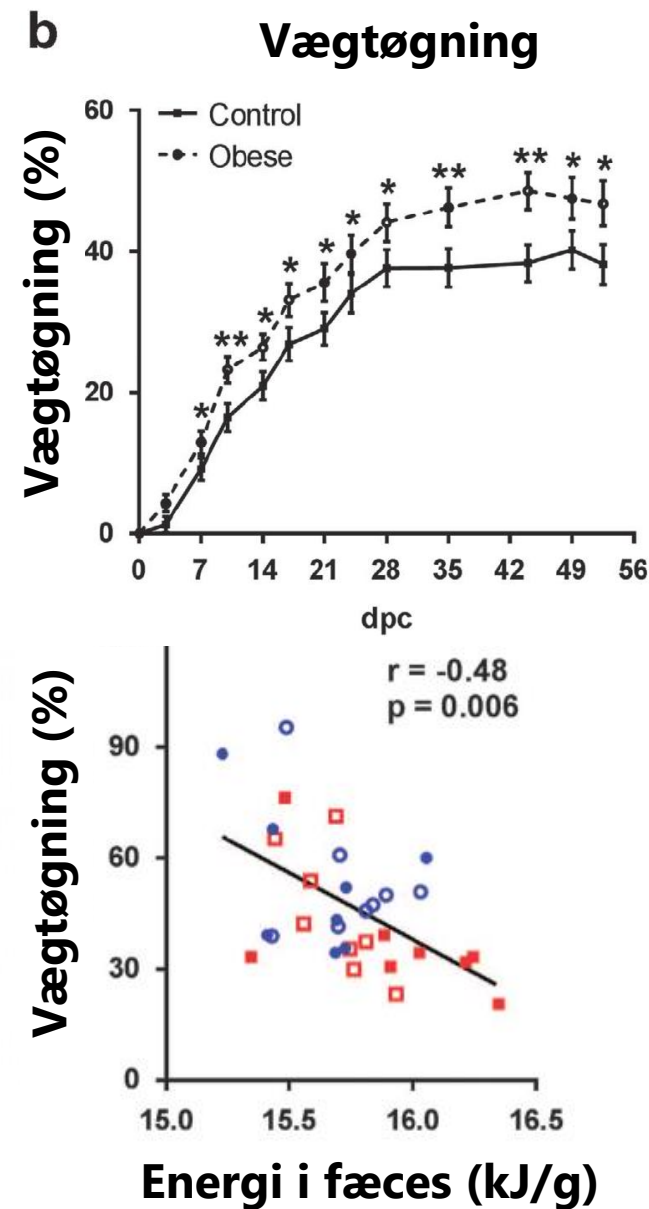 b
Vægtøgning
Vægtøgning (%)
60
40
20
0
Control
Obese
* ** * * * * * ** ** * *
0 7 14 21 28 35 42 49 56
dpc
r = -0.48
p = 0.006
Vægtøgning (%)
90
60
30
0
15.0 15.5 16.0 16.5
Energi i fæces (kJ/g)